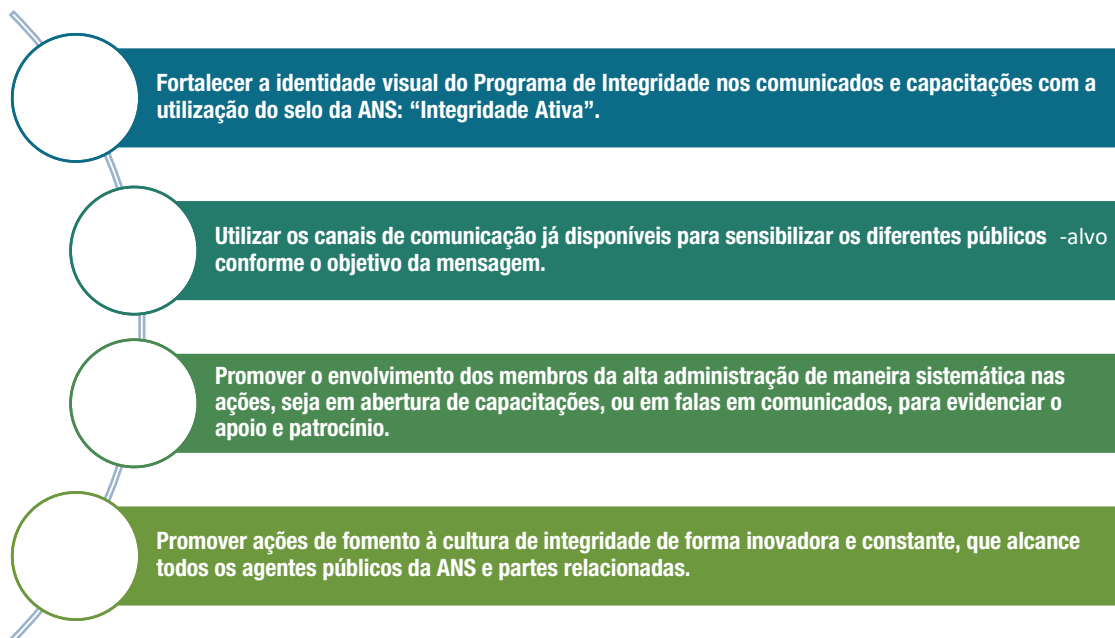 Fortalecer a identidade visual do Programa de Integridade nos comunicados e capacitações com a
utilização do selo da ANS: “Integridade Ativa”.
Utilizar os canais de comunicação já disponíveis para sensibilizar os diferentes públicos -alvo
conforme o objetivo da mensagem.
Promover o envolvimento dos membros da alta administração de maneira sistemática nas
ações, seja em abertura de capacitações, ou em falas em comunicados, para evidenciar o
apoio e patrocínio.
Promover ações de fomento à cultura de integridade de forma inovadora e constante, que alcance
todos os agentes públicos da ANS e partes relacionadas.